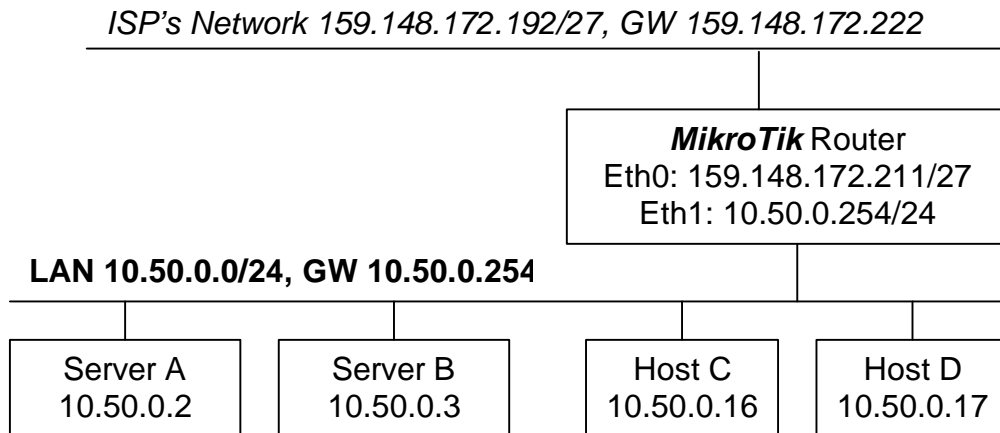 ISP's Network 159.148.172.192/27, GW 159.148.172.222
MikroTik Router
Eth0: 159.148.172.211/27
Eth1: 10.50.0.254/24
LAN 10.50.0.0/24, GW 10.50.0.254
Server A
10.50.0.2
Server B
10.50.0.3
Host C
10.50.0.16
Host D
10.50.0.17